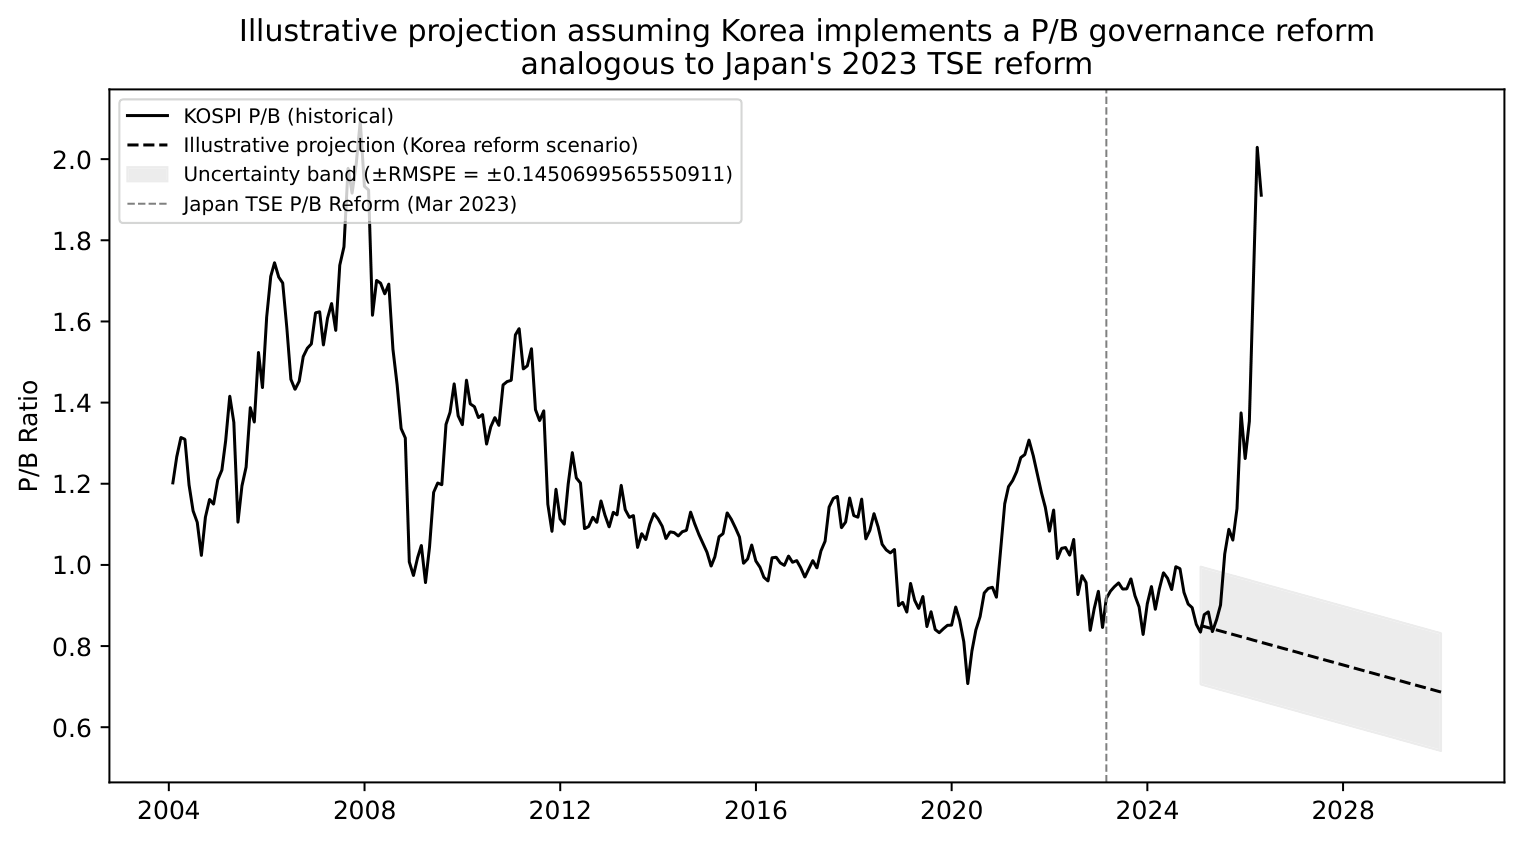 Illustrative projection assuming Korea implements a P/B governance reform
analogous to Japan's 2023 TSE reform
KOSPI P/B (historical)
Illustrative projection (Korea reform scenario)
Uncertainty band (±RMSPE = ±0.1450699565550911)
Japan TSE P/B Reform (Mar 2023)
P/B Ratio
2.0
1.8
1.6
1.4
1.2
1.0
0.8
0.6
2004 2008 2012 2016 2020 2024 2028